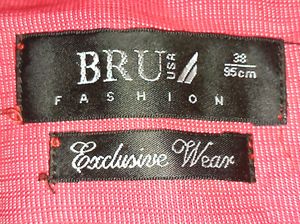 BRU USA 38
95cm
FASHION
Exclusive Wear